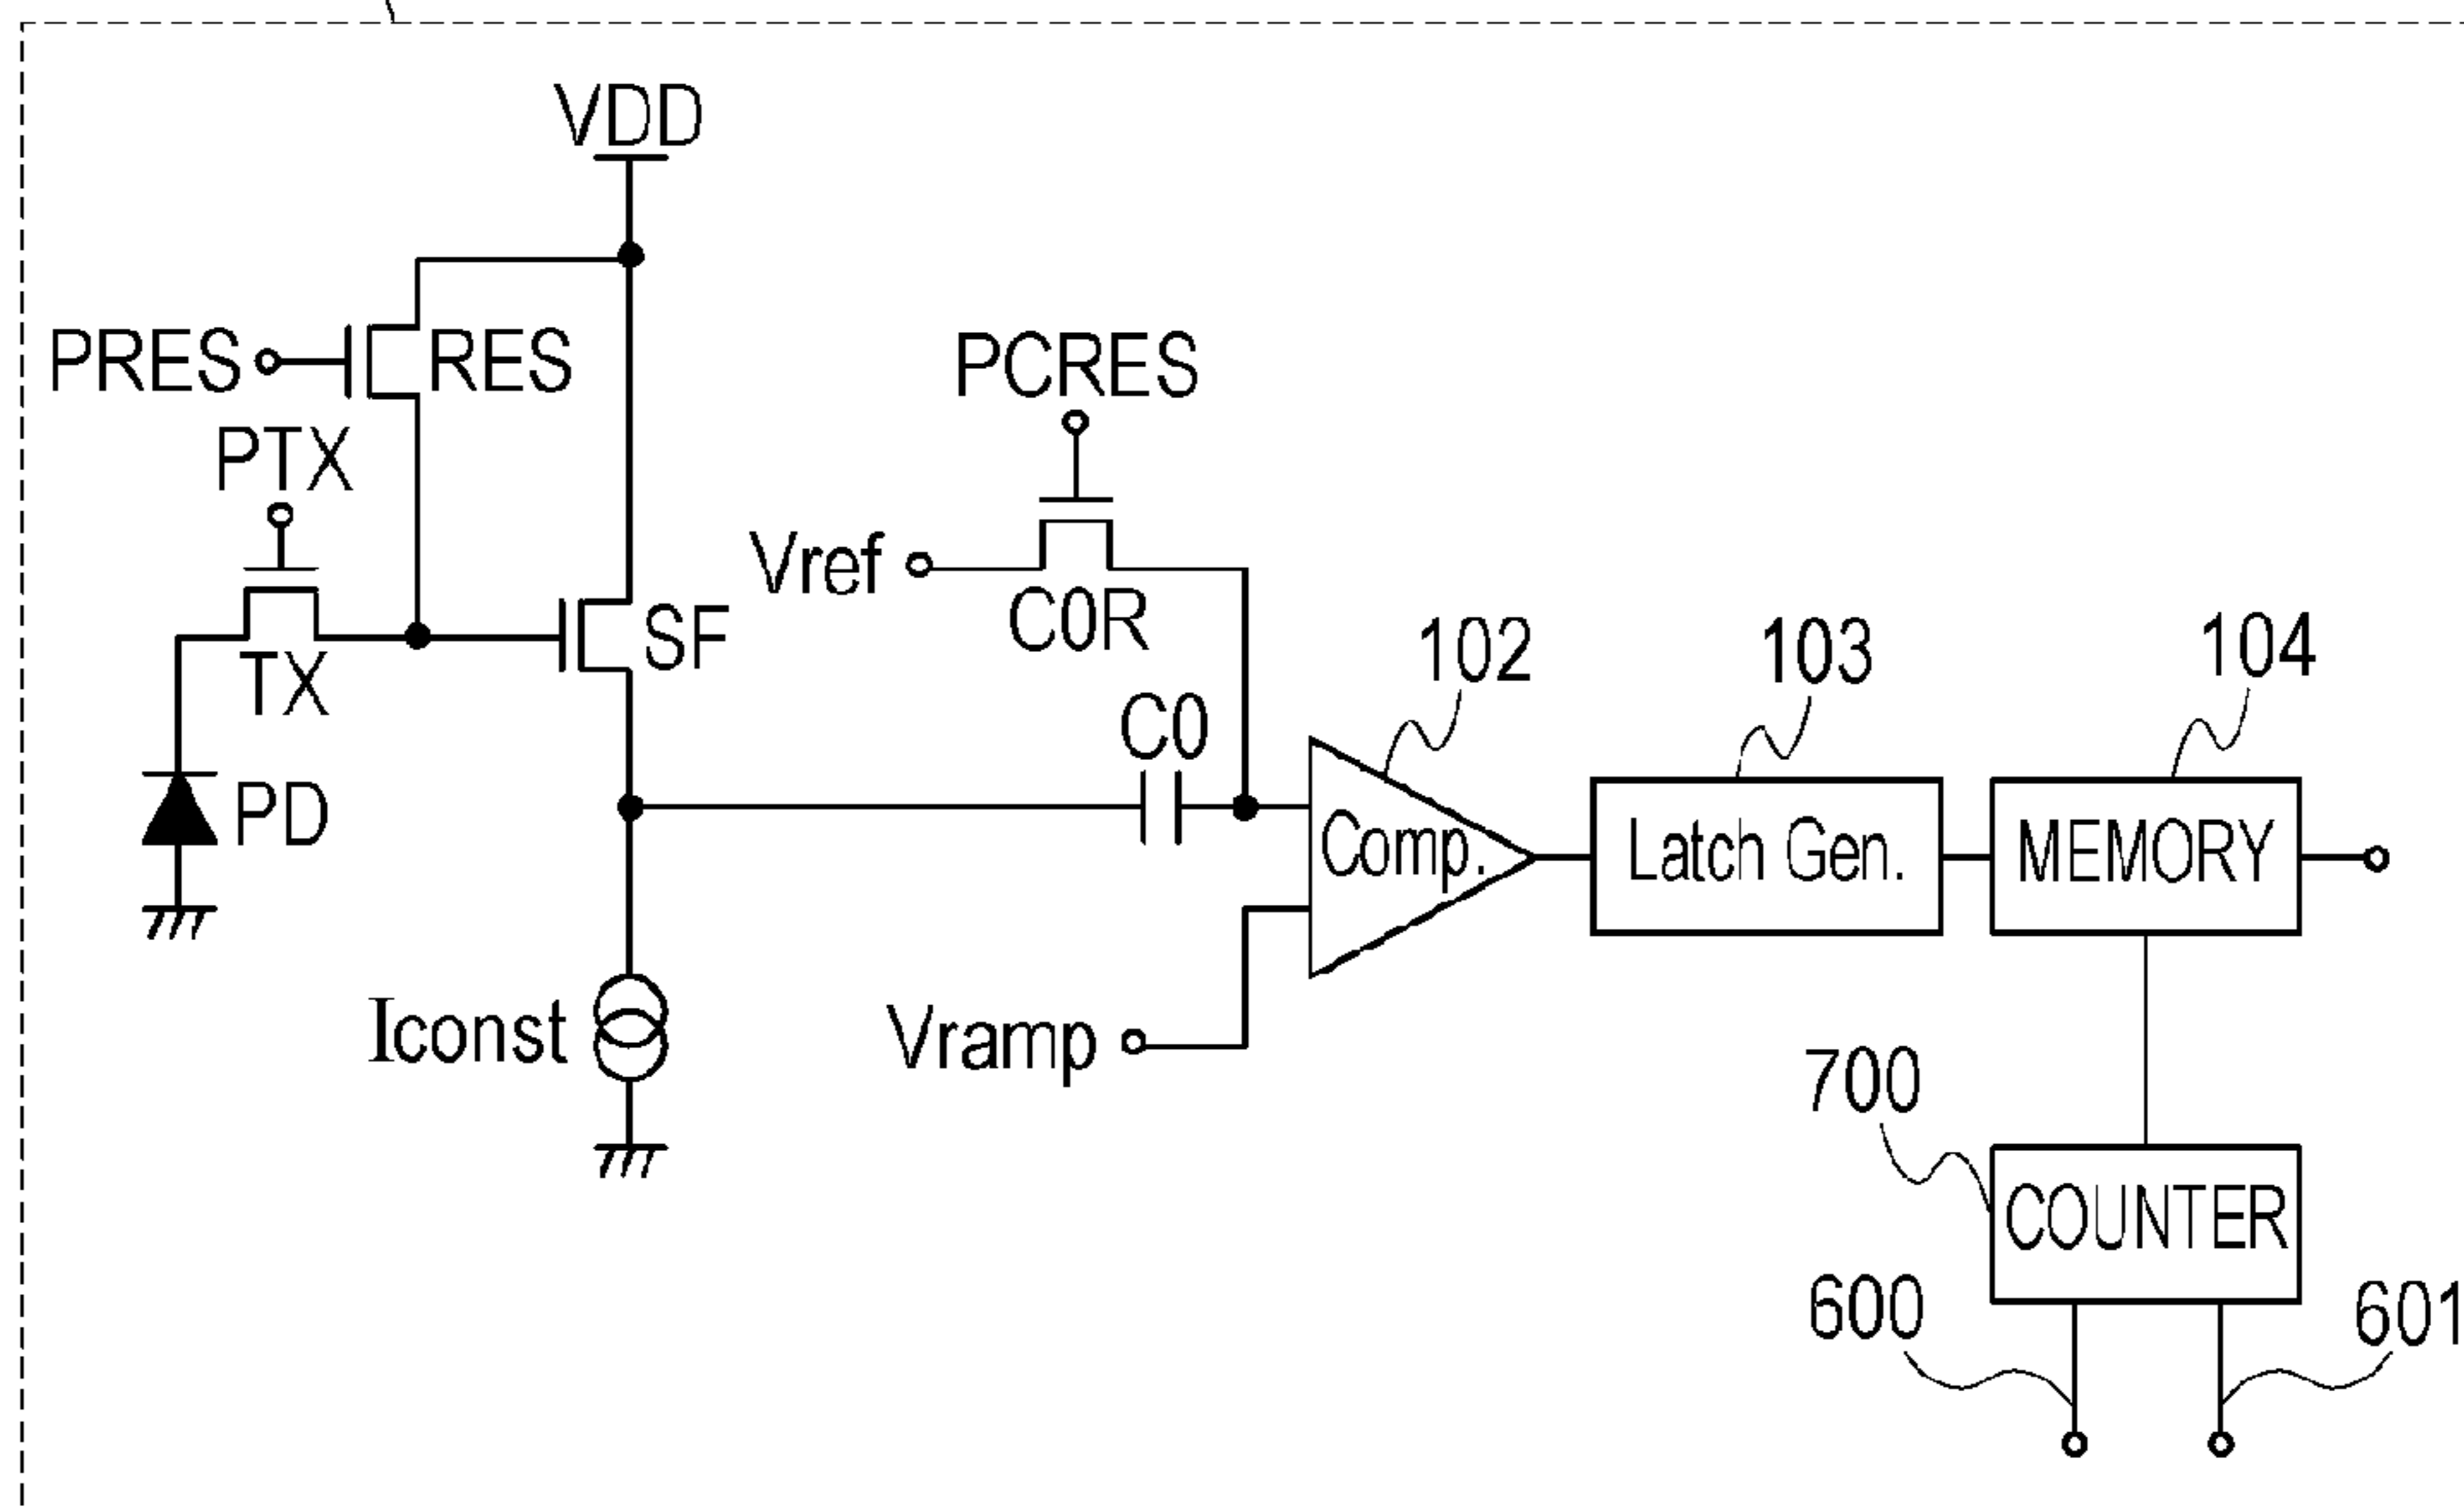 VDD
PRES
RES
PCRES
PTX
Vref
C0R
SF
TX
102
103
104
C0
PD
Comp.
Latch Gen.
MEMORY
Iconst
Vramp
700
COUNTER
600
601